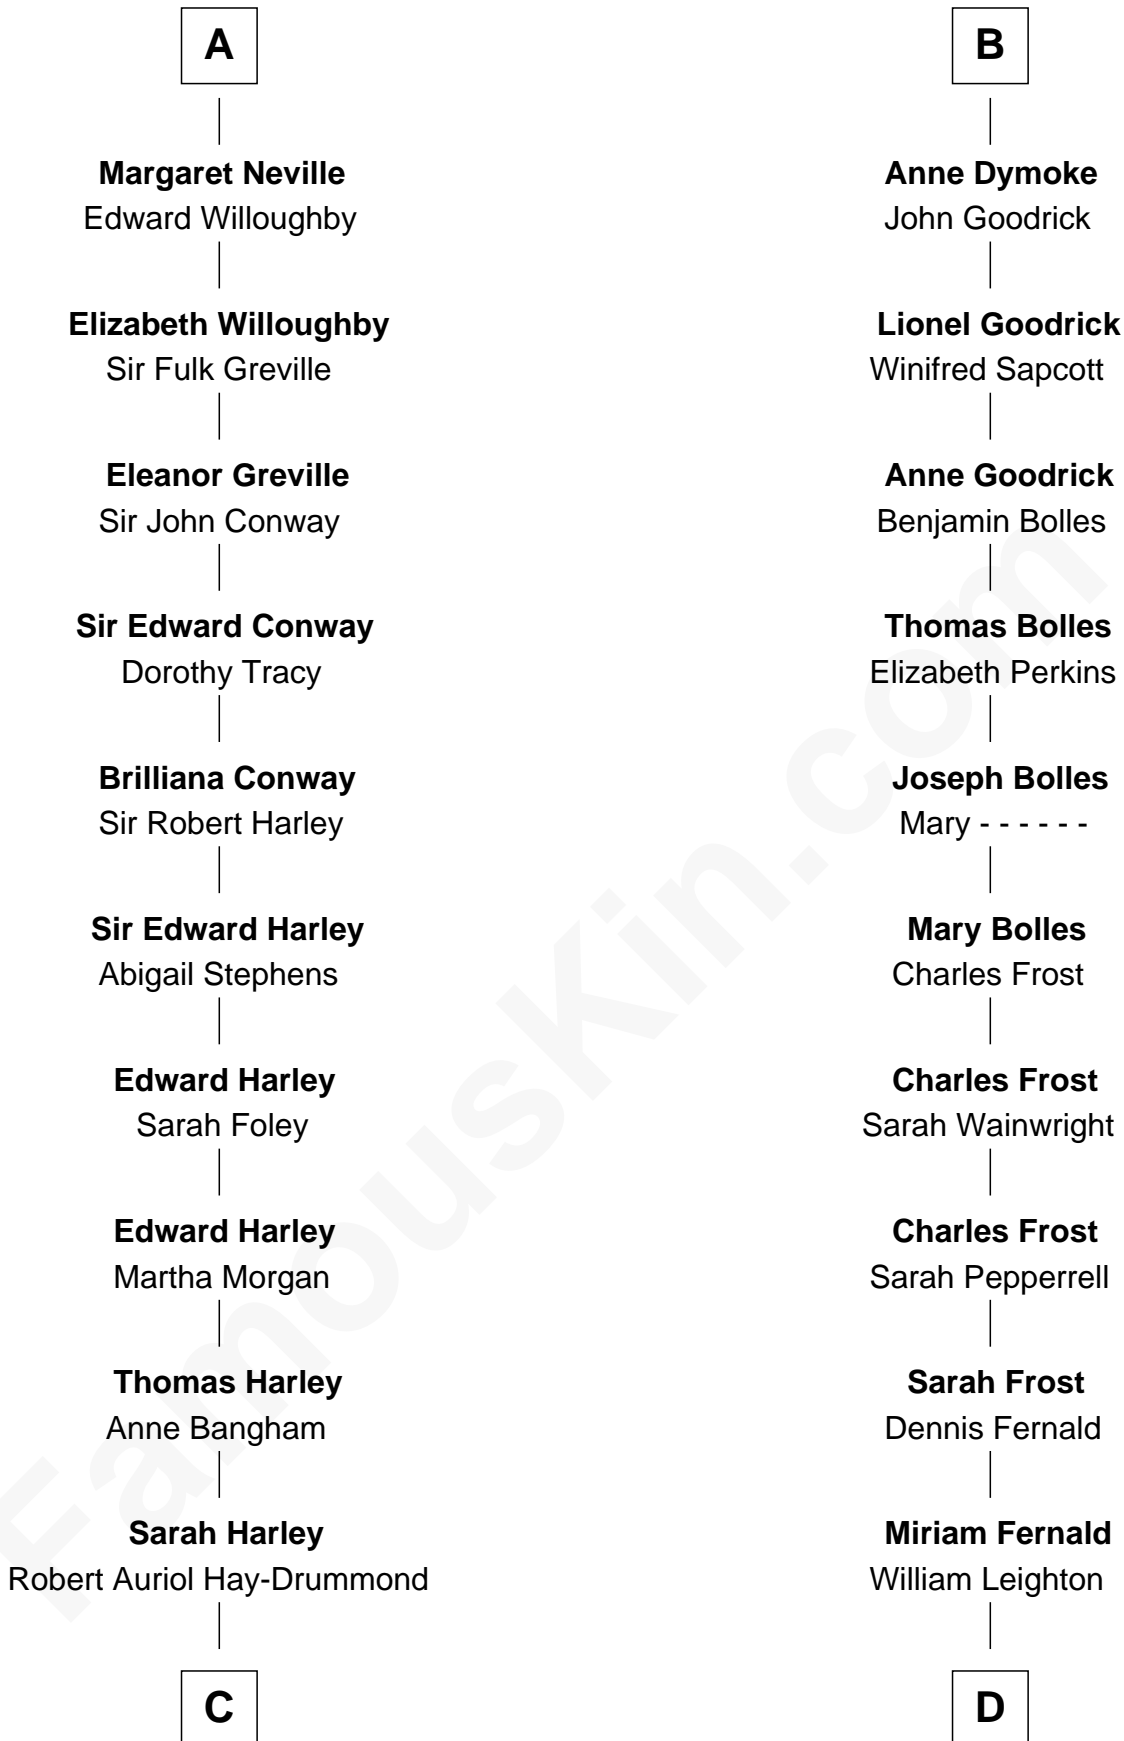 A
Margaret Neville
Edward Willoughby
Elizabeth Willoughby
Sir Fulk Greville
Eleanor Greville
Sir John Conway
Sir Edward Conway
Dorothy Tracy
Brilliana Conway
Sir Robert Harley
Sir Edward Harley
Abigail Stephens
Edward Harley
Sarah Foley
Edward Harley
Martha Morgan
Thomas Harley
Anne Bangham
Sarah Harley
Robert Auriol Hay-Drummond
C
B
Anne Dymoke
John Goodrick
Lionel Goodrick
Winifred Sapcott
Anne Goodrick
Benjamin Bolles
Thomas Bolles
Elizabeth Perkins
Joseph Bolles
Mary - - - - - -
Mary Bolles
Charles Frost
Charles Frost
Sarah Wainwright
Charles Frost
Sarah Pepperrell
Sarah Frost
Dennis Fernald
Miriam Fernald
William Leighton
D
FamousKin.com